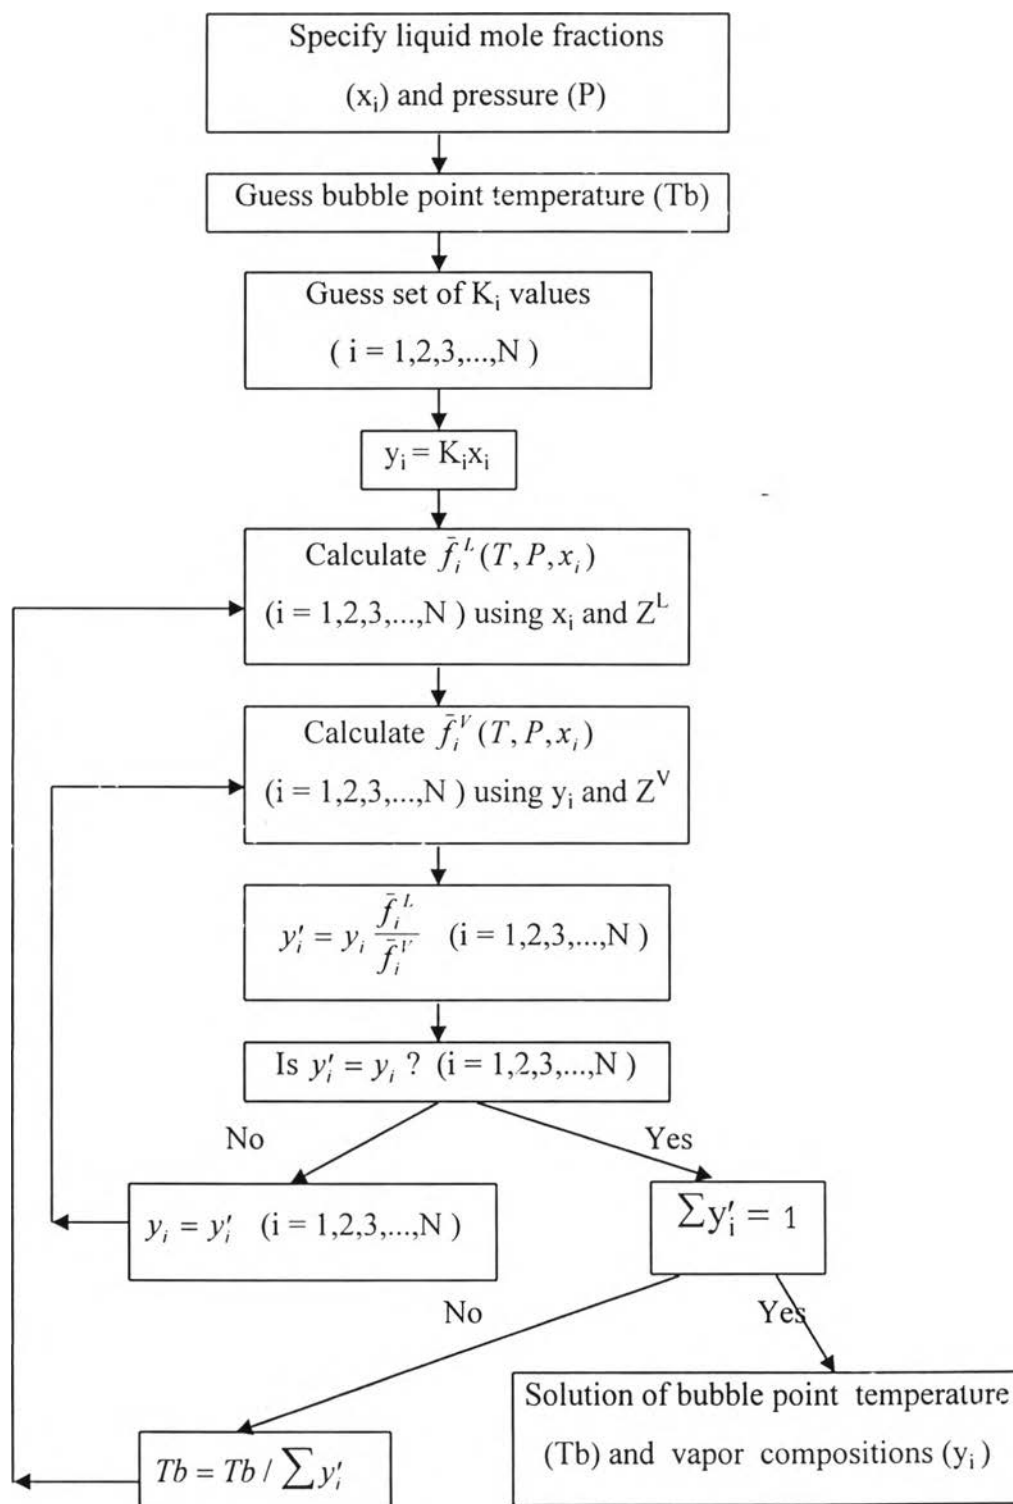 Specify liquid mole fractions
(xᵢ) and pressure (P)
Guess bubble point temperature (Tb)
Guess set of Kᵢ values
( i = 1,2,3,...,N )
yᵢ = Kᵢxᵢ
Calculate f̄ᵢᴸ (T, P, xᵢ)
(i = 1,2,3,...,N ) using xᵢ and Zᴸ
Calculate f̄ᵢⱽ (T, P, xᵢ)
(i = 1,2,3,...,N ) using yᵢ and Zⱽ
y′ᵢ = yᵢ f̄ᵢᴸ / f̄ᵢⱽ (i = 1,2,3,...,N )
Is y′ᵢ = yᵢ ? (i = 1,2,3,...,N )
No Yes
yᵢ = y′ᵢ (i = 1,2,3,...,N )
∑y′ᵢ = 1
No Yes
Solution of bubble point temperature
(Tb) and vapor compositions (yᵢ )
Tb = Tb / ∑ y′ᵢ